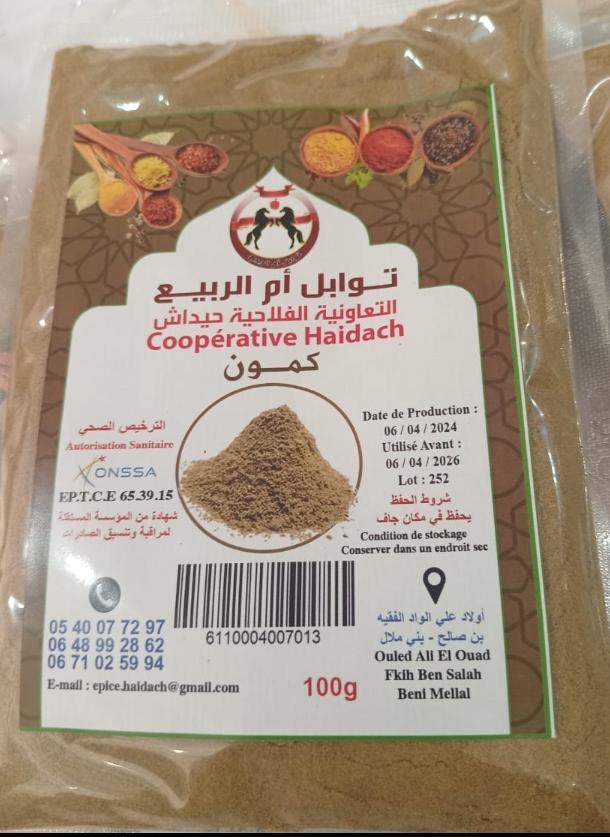 توابل أم الربيع
التعاونية الفلاحية حيداش
Coopérative Haidach
كمون
الترخيص الصحي
Autorisation Sanitaire
ONSSA
EP.T.C.E 65.39.15
شهادة من المؤسسة المستقلة
لمراقبة وتنسيق الصادرات
Date de Production :
06 / 04 / 2024
Utilisé Avant :
06 / 04 / 2026
Lot : 252
شروط الحفظ
يحفظ في مكان جاف
Condition de stockage
Conserver dans un endroit sec
05 40 07 72 97
06 48 99 28 62
06 71 02 59 94
E-mail : epice.haidach@gmail.com
6110004007013
100g
أولاد علي الواد الفقيه
بن صالح - بني ملال
Ouled Ali El Ouad
Fkih Ben Salah
Beni Mellal